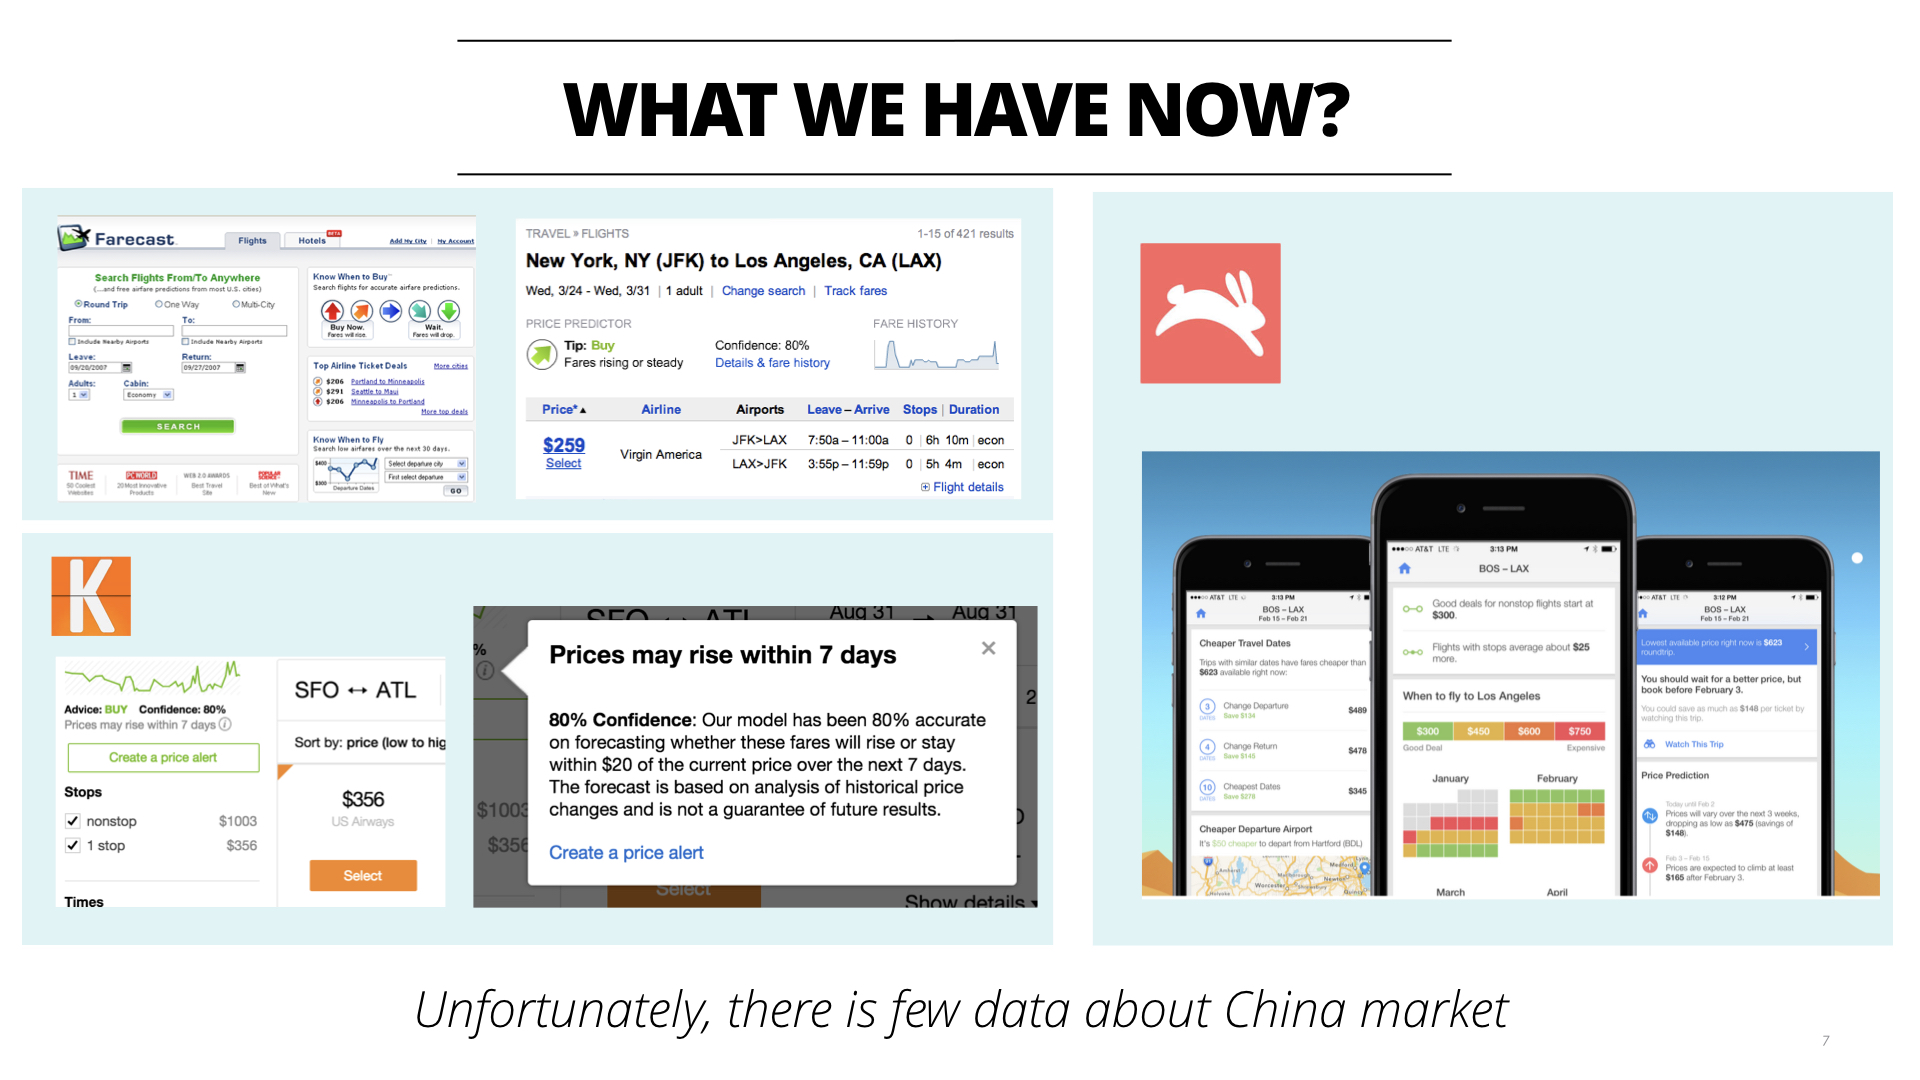 WHAT WE HAVE NOW?
Farecast
Flights
Hotels
BETA
Add My City | My Account
Search Flights From/To Anywhere
(...and free airfare predictions from most U.S. cities)
Round Trip One Way Multi-City
From: To:
Include Nearby Airports Include Nearby Airports
Leave: Return:
09/20/2007 09/27/2007
Adults: Cabin:
1 Economy
SEARCH
TIME
50 Coolest
Websites
PC WORLD
20 Most Innovative
Products
WEB 2.0 AWARDS
Best Travel
Site
POPULAR SCIENCE
Best of What's
New
Know When to Buy
Search flights for accurate airfare predictions.
Buy Now.
Fares will rise.
Wait.
Fares will drop.
Top Airline Ticket Deals More cities
$206 Portland to Minneapolis
$291 Seattle to Maui
$206 Minneapolis to Portland
More top deals
Know When to Fly
Search low airfares over the next 30 days.
$400
$300
Departure Dates
Select departure city
First select departure
GO
TRAVEL » FLIGHTS 1-15 of 421 results
New York, NY (JFK) to Los Angeles, CA (LAX)
Wed, 3/24 - Wed, 3/31 | 1 adult | Change search | Track fares
PRICE PREDICTOR FARE HISTORY
Tip: Buy Confidence: 80%
Fares rising or steady Details & fare history
Price* ▲ Airline Airports Leave – Arrive Stops | Duration
$259
Select
Virgin America
JFK>LAX 7:50a – 11:00a 0 6h 10m econ
LAX>JFK 3:55p – 11:59p 0 5h 4m econ
Flight details
K
Advice: BUY Confidence: 80%
Prices may rise within 7 days
Create a price alert
Stops
nonstop $1003
1 stop $356
Times
SFO ↔ ATL
Sort by: price (low to hig
$356
US Airways
Select
SFO ↔ ATL Aug 31 → Aug 31
%
2
$1003
$356
Prices may rise within 7 days
80% Confidence: Our model has been 80% accurate
on forecasting whether these fares will rise or stay
within $20 of the current price over the next 7 days.
The forecast is based on analysis of historical price
changes and is not a guarantee of future results.
Create a price alert
Select
Show details
AT&T LTE 3:13 PM
BOS – LAX
Feb 15 – Feb 21
Cheaper Travel Dates
Trips with similar dates have fares cheaper than
$623 available right now:
3 DATES Change Departure $489
Save $134
4 DATES Change Return $478
Save $145
10 DATES Cheapest Dates $345
Save $278
Cheaper Departure Airport
It's $50 cheaper to depart from Hartford (BDL)
Worcester
AT&T LTE 3:13 PM
BOS – LAX
Good deals for nonstop flights start at
$300.
Flights with stops average about $25
more.
When to fly to Los Angeles
$300 $450 $600 $750
Good Deal Expensive
January February
March April
AT&T LTE 3:12 PM
BOS – LAX
Feb 15 – Feb 21
Lowest available price right now is $623
roundtrip.
You should wait for a better price, but
book before February 3.
You could save as much as $148 per ticket by
watching this trip.
Watch This Trip
Price Prediction
Today until Feb 2
Prices will vary over the next 3 weeks,
dropping as low as $475 (savings of
$148).
Feb 3 – Feb 15
Prices are expected to climb at least
$165 after February 3.
Unfortunately, there is few data about China market
7